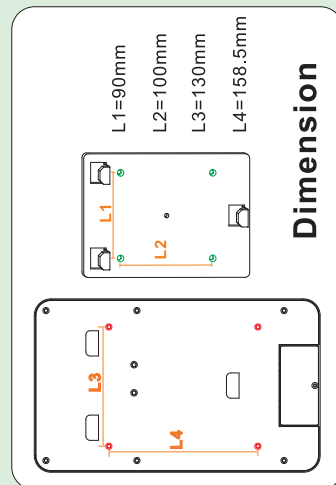 L1=90mm
L2=100mm
L3=130mm
L4=158.5mm
L1
L2
L3
L4
Dimension